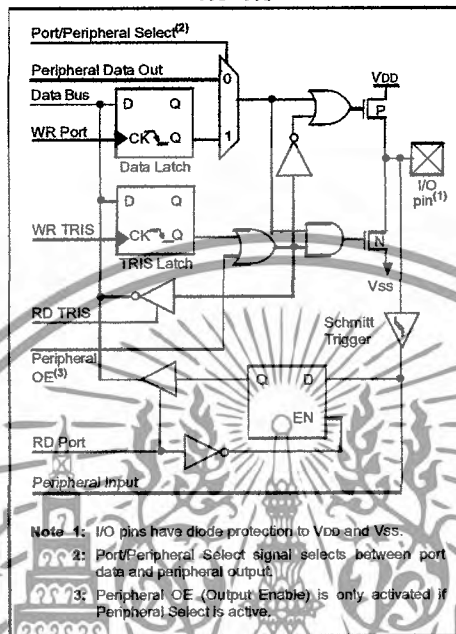 Port/Peripheral Select(2)
Peripheral Data Out
Data Bus
WR Port
D Q
CK Q
Data Latch
0
1
VDD
P
I/O
pin(1)
WR TRIS
D Q
CK Q
TRIS Latch
N
VSS
RD TRIS
Schmitt
Trigger
Peripheral
OE(3)
Q D
EN
RD Port
Peripheral Input
Note 1: I/O pins have diode protection to VDD and VSS.
2: Port/Peripheral Select signal selects between port
data and peripheral output.
3: Peripheral OE (Output Enable) is only activated if
Peripheral Select is active.